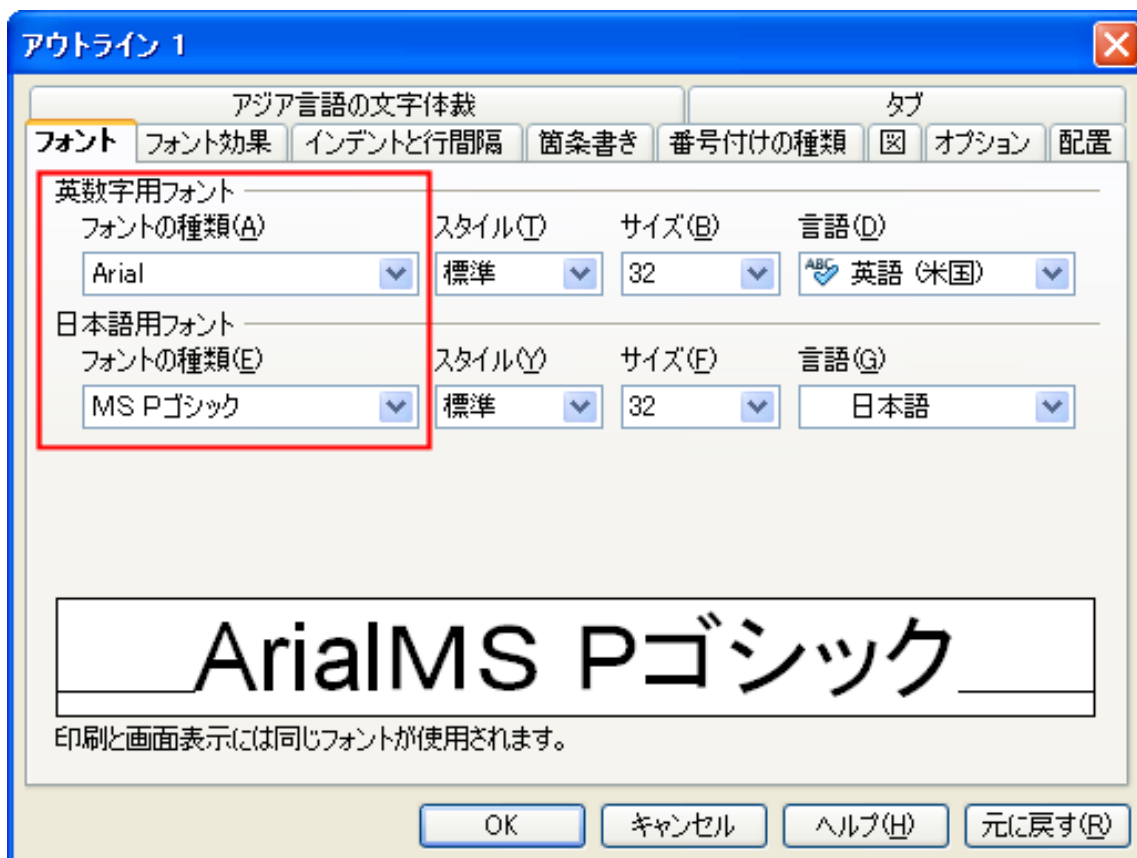 アウトライン 1
アジア言語の文字体裁 タブ
フォント フォント効果 インデントと行間隔 箇条書き 番号付けの種類 図 オプション 配置
英数字用フォント
フォントの種類(A) スタイル(T) サイズ(B) 言語(D)
Arial 標準 32 ABC 英語 (米国)
日本語用フォント
フォントの種類(E) スタイル(Y) サイズ(F) 言語(G)
MS Pゴシック 標準 32 日本語
ArialMS Pゴシック
印刷と画面表示には同じフォントが使用されます。
OK キャンセル ヘルプ(H) 元に戻す(R)